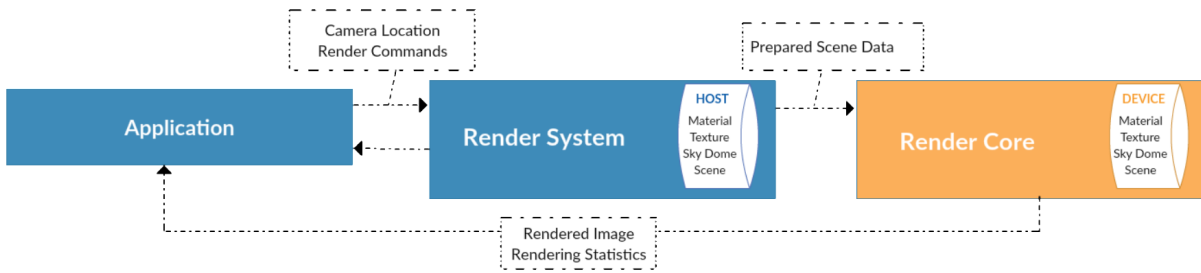 Camera Location
Render Commands
Prepared Scene Data
Application
Render System
HOST
Material
Texture
Sky Dome
Scene
Render Core
DEVICE
Material
Texture
Sky Dome
Scene
Rendered Image
Rendering Statistics